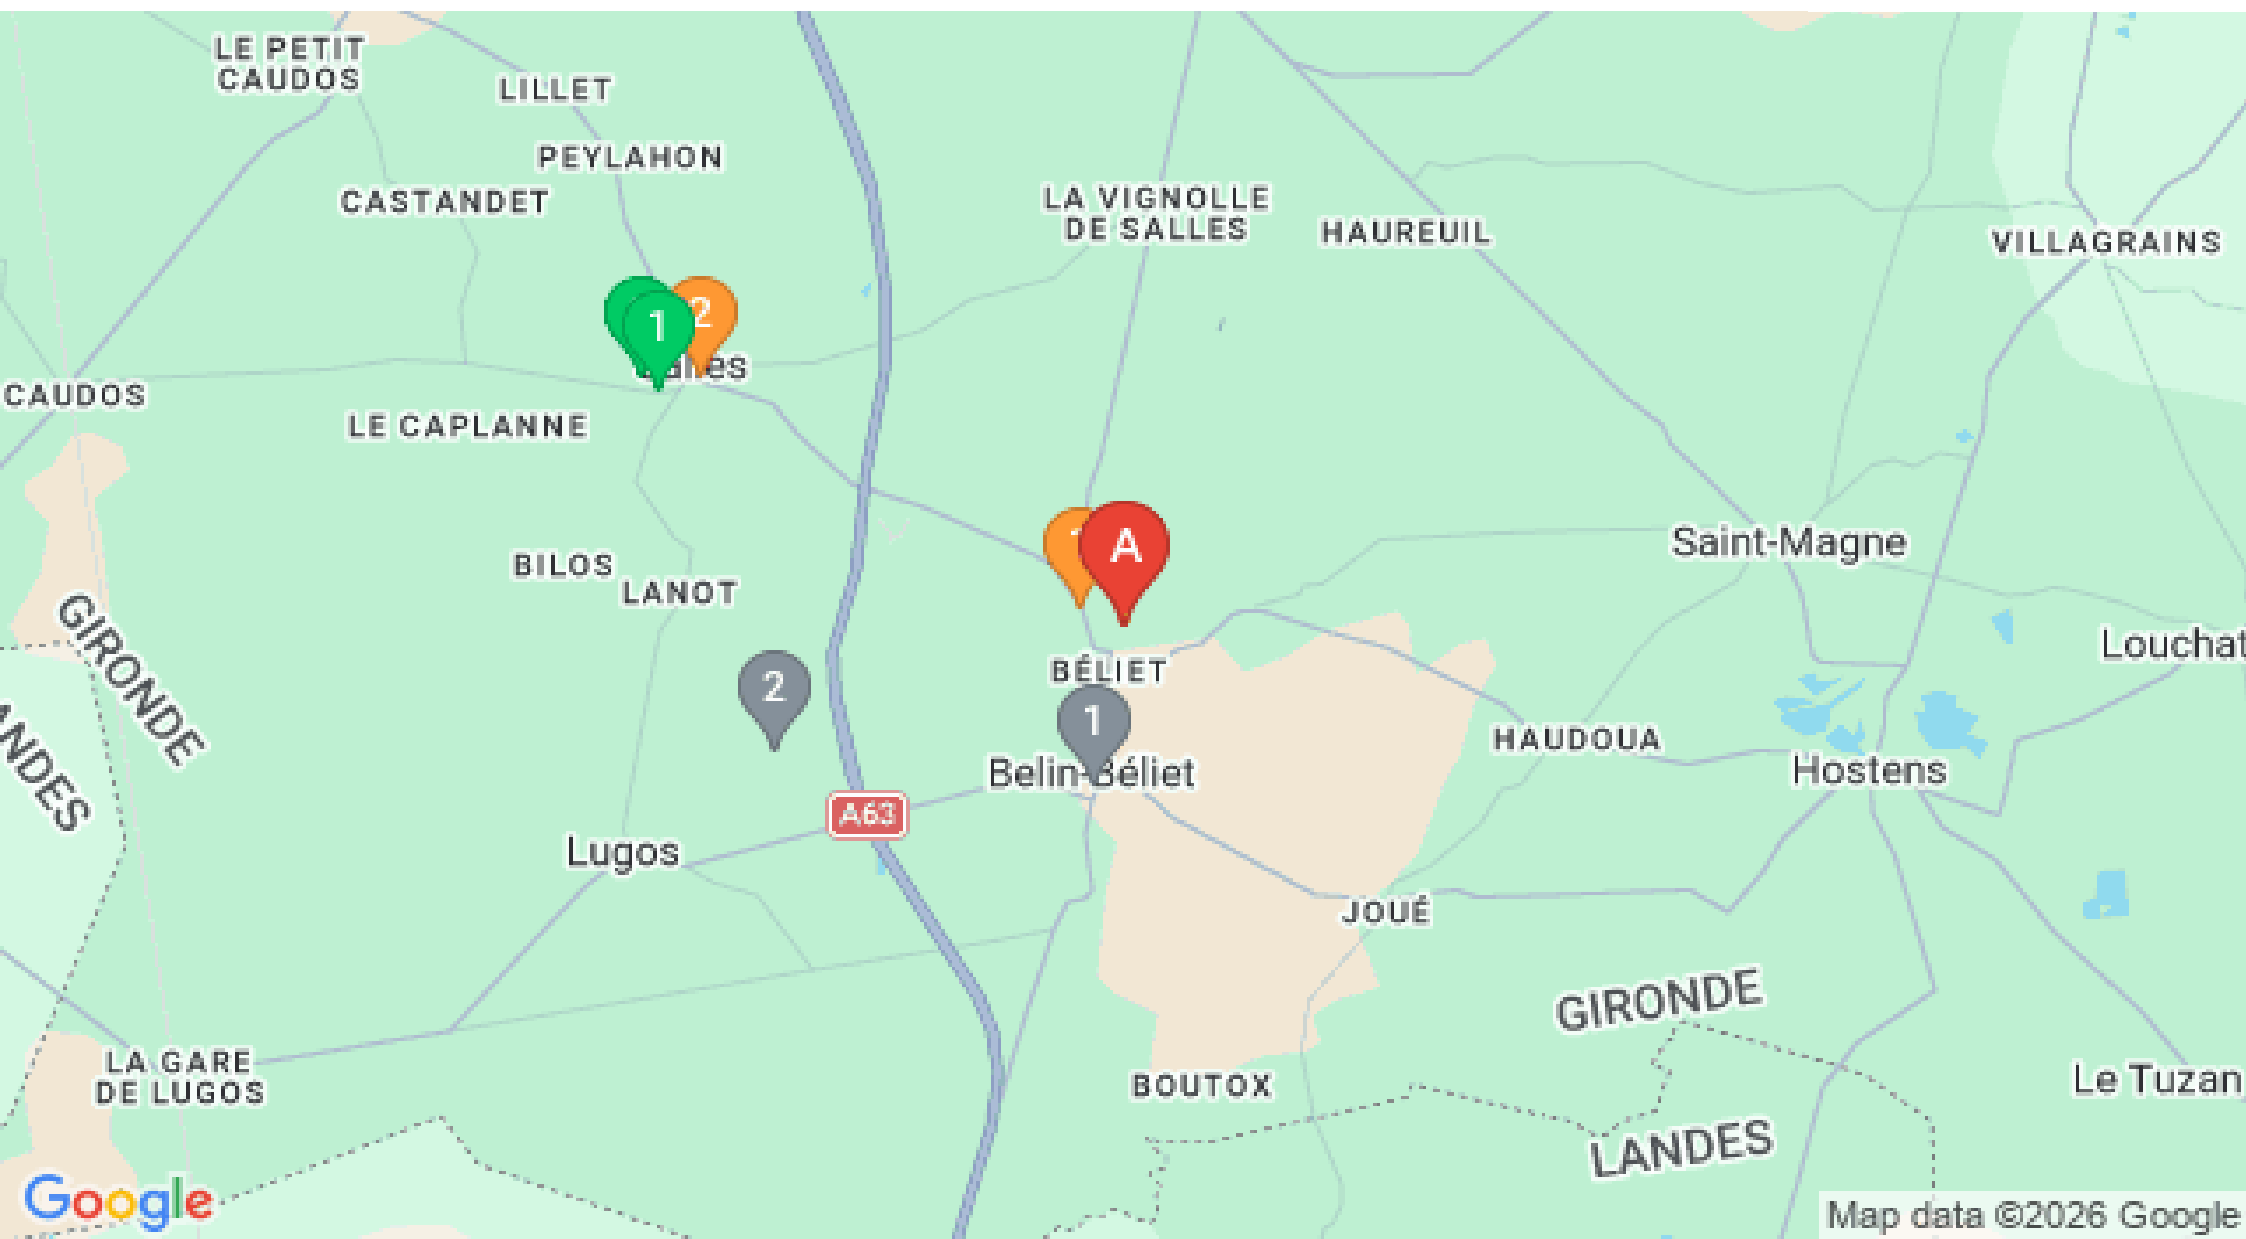 LE PETIT
CAUDOS
LILLET
PEYLAHON
CASTANDET
LA VIGNOLLE
DE SALLES
HAUREUIL
VILLAGRAINS
2
1
CAUDOS
LE CAPLANNE
A
Saint-Magne
BILOS
LANOT
GIRONDE
BÉLIET
2
1
HAUDOUA
Belin-Béliet
Hostens
A63
Lugos
JOUÉ
GIRONDE
LA GARE
DE LUGOS
BOUTOX
Le Tuzan
LANDES
Google
Map data ©2026 Google